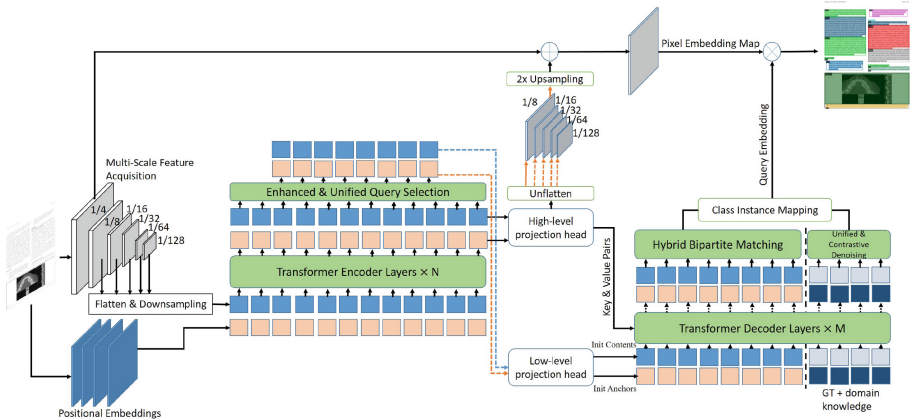 Pixel Embedding Map
2x Upsampling
1/8
1/16
1/32
1/64
1/128
Multi-Scale Feature
Acquisition
1/4
1/8
1/16
1/32
1/64
1/128
Enhanced & Unified Query Selection
Unflatten
High-level
projection head
Transformer Encoder Layers × N
Flatten & Downsampling
Positional Embeddings
Low-level
projection head
Key & Value Pairs
Query Embedding
Class Instance Mapping
Hybrid Bipartite Matching
Unified &
Contrastive
Denoising
Transformer Decoder Layers × M
Init Contents
Init Anchors
GT + domain
knowledge